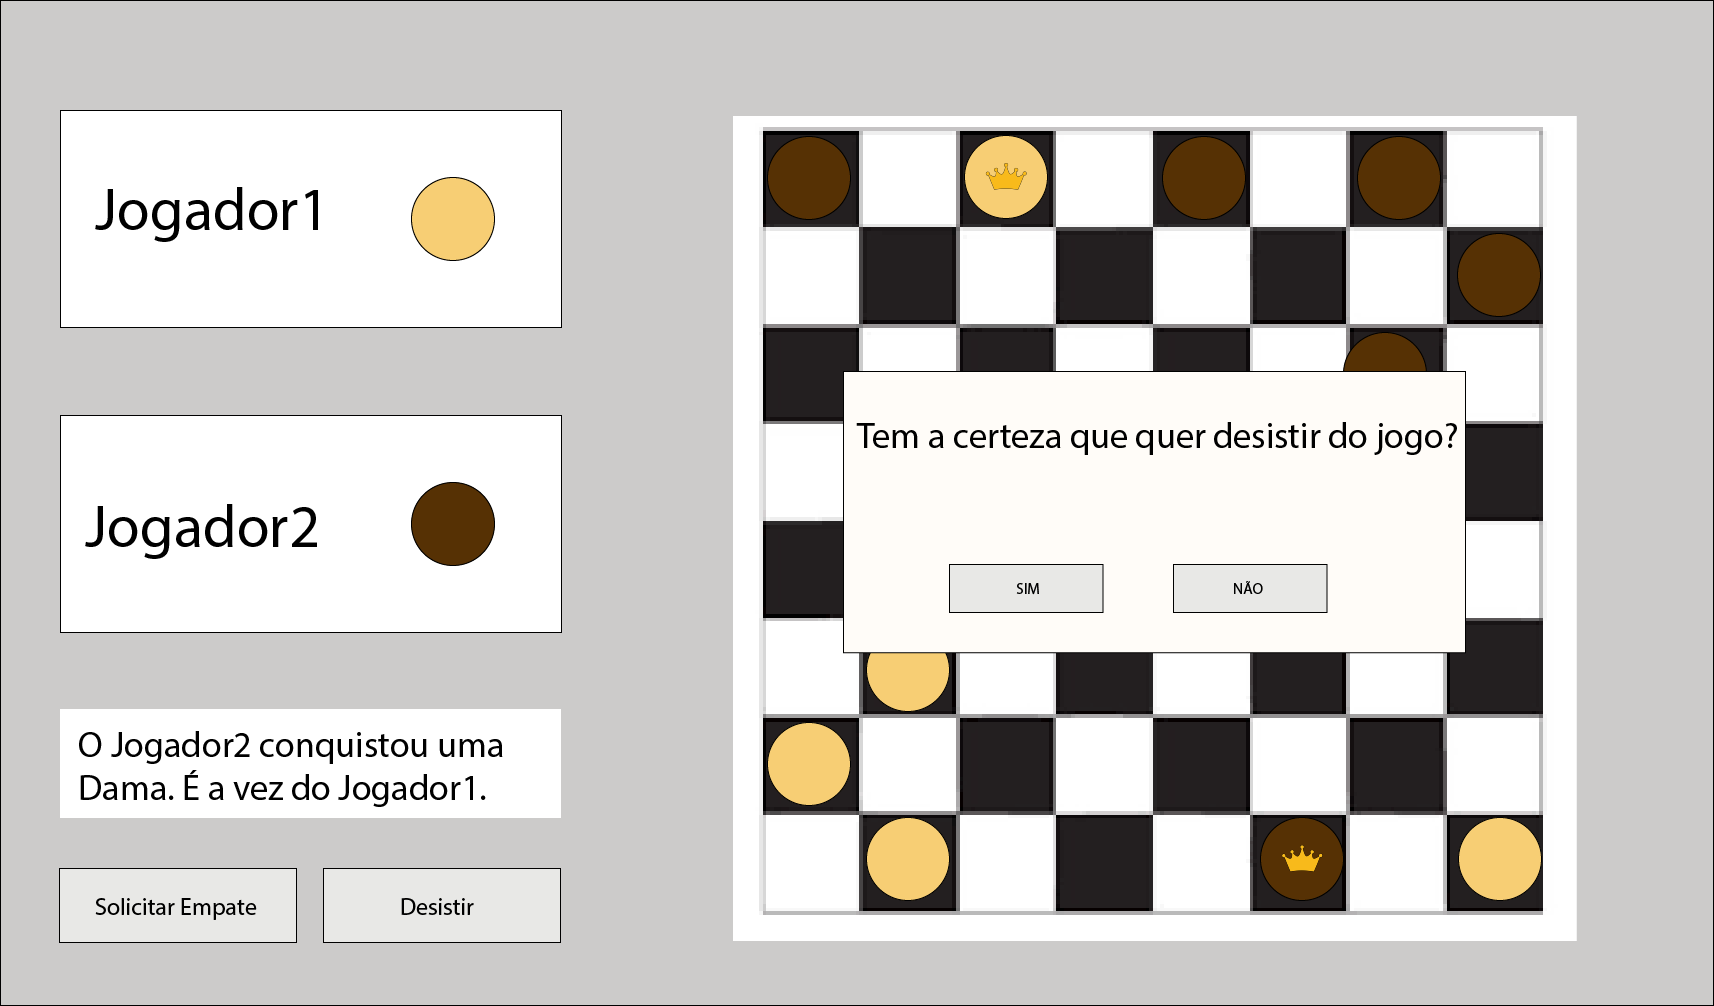 Jogador1
Jogador2
O Jogador2 conquistou uma
Dama. É a vez do Jogador1.
Solicitar Empate
Desistir
Tem a certeza que quer desistir do jogo?
SIM
NÃO